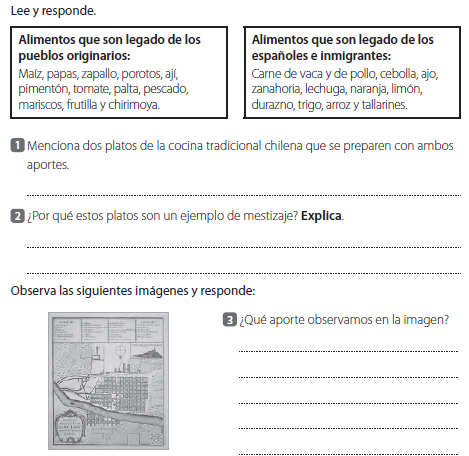 Lee y responde.
Alimentos que son legado de los
pueblos originarios:
Maíz, papas, zapallo, porotos, ají,
pimentón, tomate, palta, pescado,
mariscos, frutilla y chirimoya.
Alimentos que son legado de los
españoles e inmigrantes:
Carne de vaca y de pollo, cebolla, ajo,
zanahoria, lechuga, naranja, limón,
durazno, trigo, arroz y tallarines.
1 Menciona dos platos de la cocina tradicional chilena que se preparen con ambos
aportes.
2 ¿Por qué estos platos son un ejemplo de mestizaje? Explica.
Observa las siguientes imágenes y responde:
3 ¿Qué aporte observamos en la imagen?